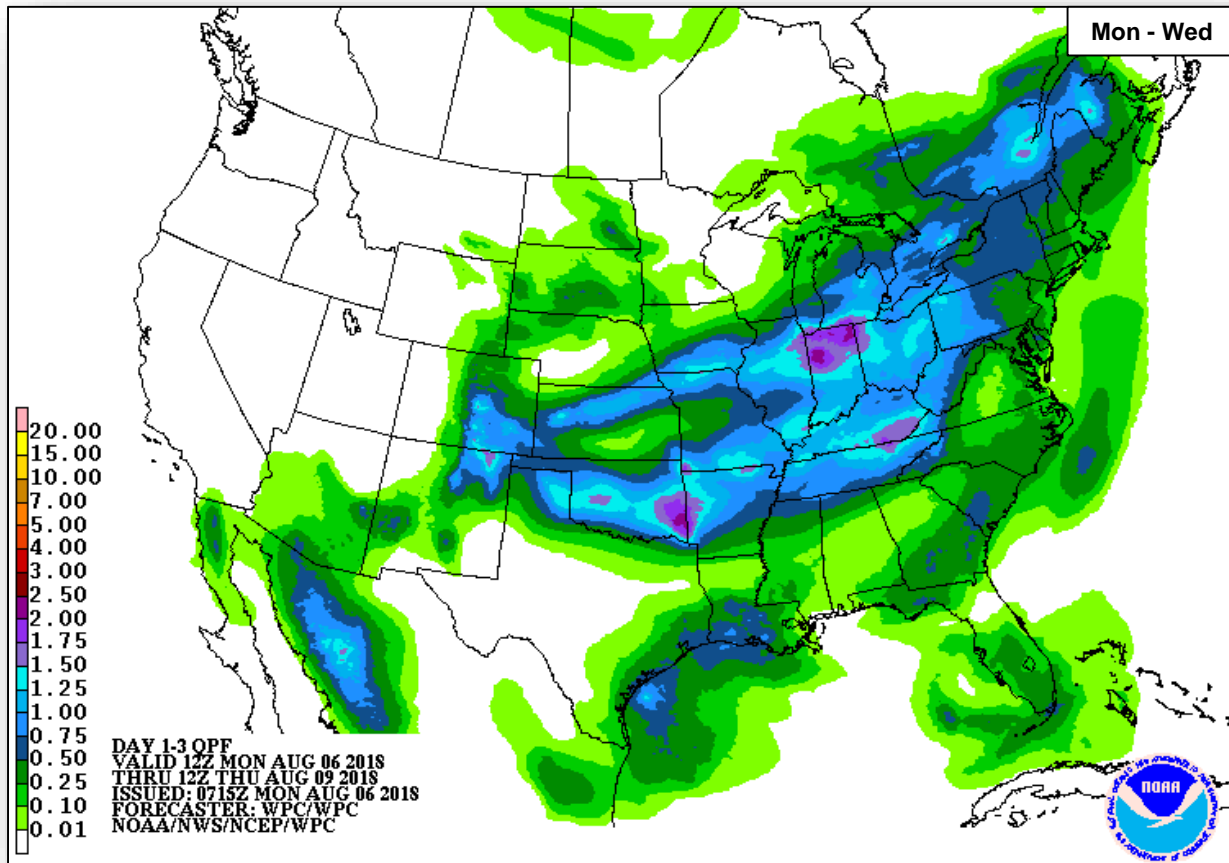 Mon - Wed
20.00
15.00
10.00
7.00
5.00
4.00
3.00
2.50
2.00
1.75
1.50
1.25
1.00
0.75
0.50
0.25
0.10
0.01
DAY 1-3 QPF
VALID 12Z MON AUG 06 2018
THRU 12Z THU AUG 09 2018
ISSUED: 0715Z MON AUG 06 2018
FORECASTER: WPC/WPC
NOAA/NWS/NCEP/WPC
NOAA